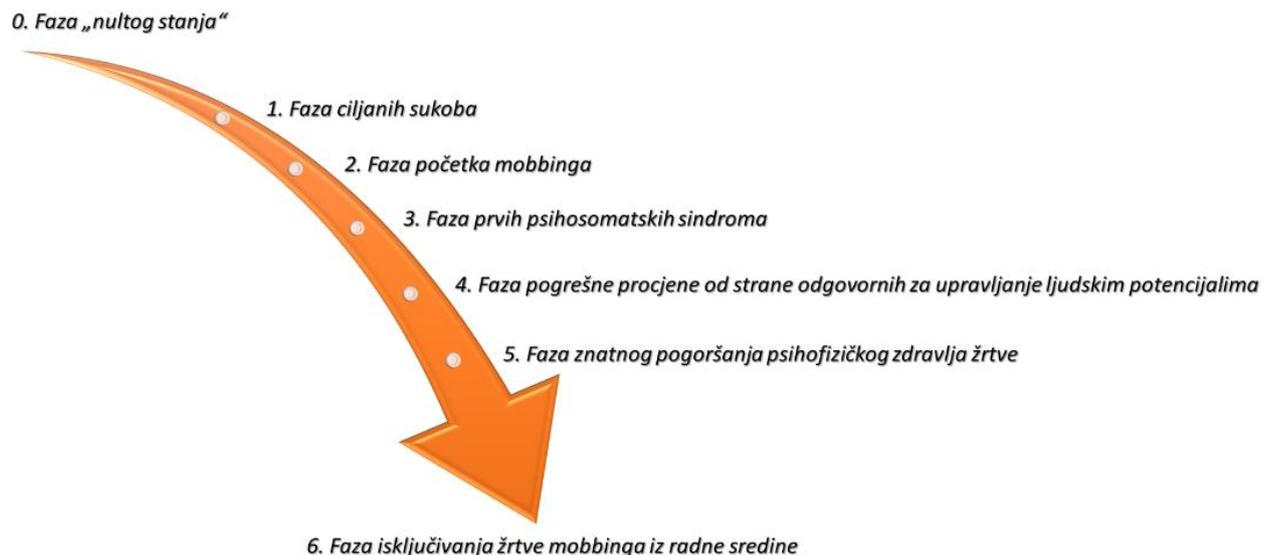 0. Faza „nultog stanja“
1. Faza ciljanih sukoba
2. Faza početka mobbinga
3. Faza prvih psihosomatskih sindroma
4. Faza pogrešne procjene od strane odgovornih za upravljanje ljudskim potencijalima
5. Faza znatnog pogoršanja psihofizičkog zdravlja žrtve
6. Faza isključivanja žrtve mobbinga iz radne sredine